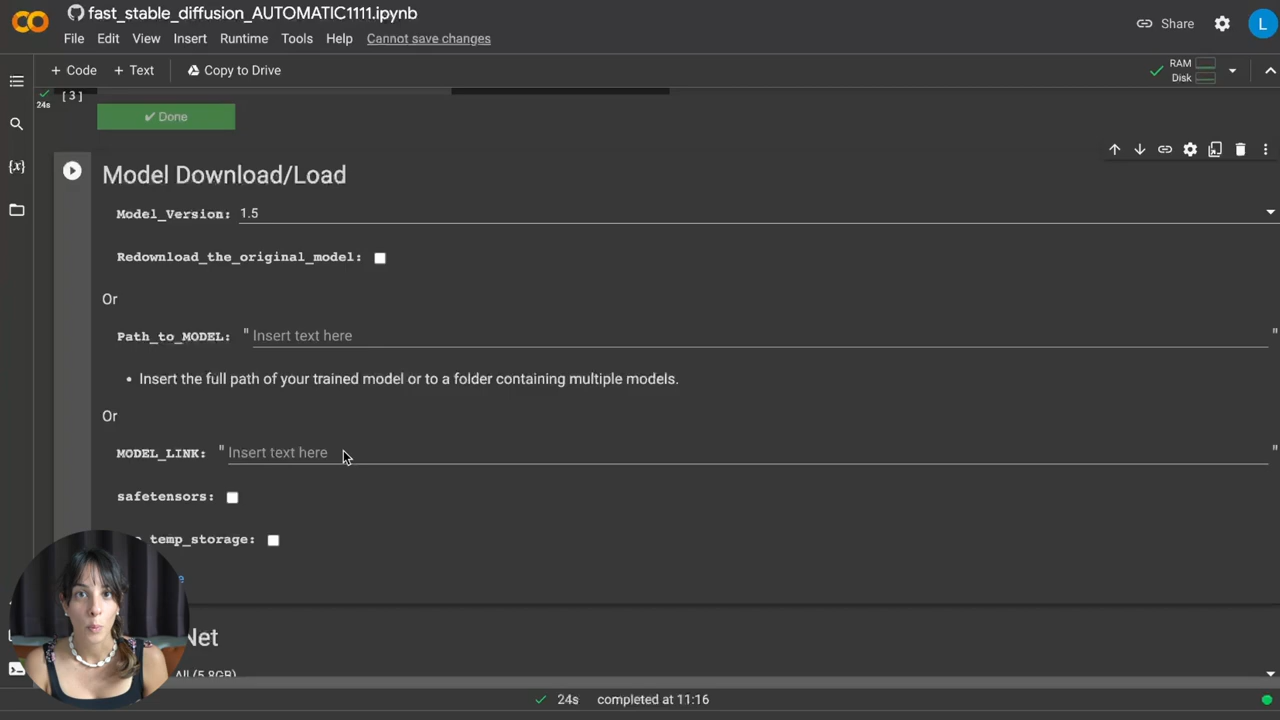 fast_stable_diffusion_AUTOMATIC1111.ipynb
File Edit View Insert Runtime Tools Help Cannot save changes
Share
L
+ Code + Text Copy to Drive
RAM
Disk
24s
[3]
✔ Done
Model Download/Load
Model_Version: 1.5
Redownload_the_original_model:
Or
Path_to_MODEL: " Insert text here "
• Insert the full path of your trained model or to a folder containing multiple models.
Or
MODEL_LINK: " Insert text here "
safetensors:
temp_storage:
Net
All (5.8GB)
24s completed at 11:16